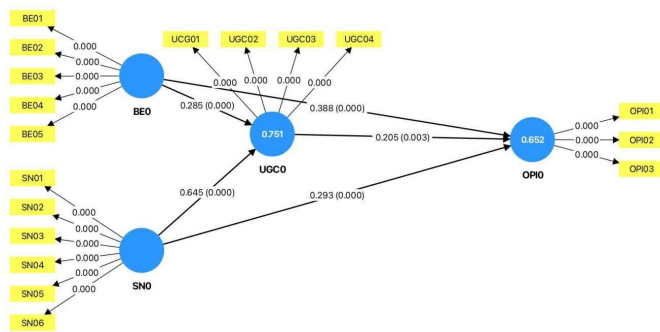 BE01
BE02
BE03
BE04
BE05
0.000
0.000
0.000
0.000
0.000
BE0
UCG01
UGC02
UGC03
UGC04
0.000
0.000
0.000
0.000
0.285 (0.000)
0.388 (0.000)
0.751
UGC0
0.205 (0.003)
0.652
OPI0
0.000
0.000
0.000
OPI01
OPI02
OPI03
0.645 (0.000)
0.293 (0.000)
SN01
SN02
SN03
SN04
SN05
SN06
0.000
0.000
0.000
0.000
0.000
0.000
SN0